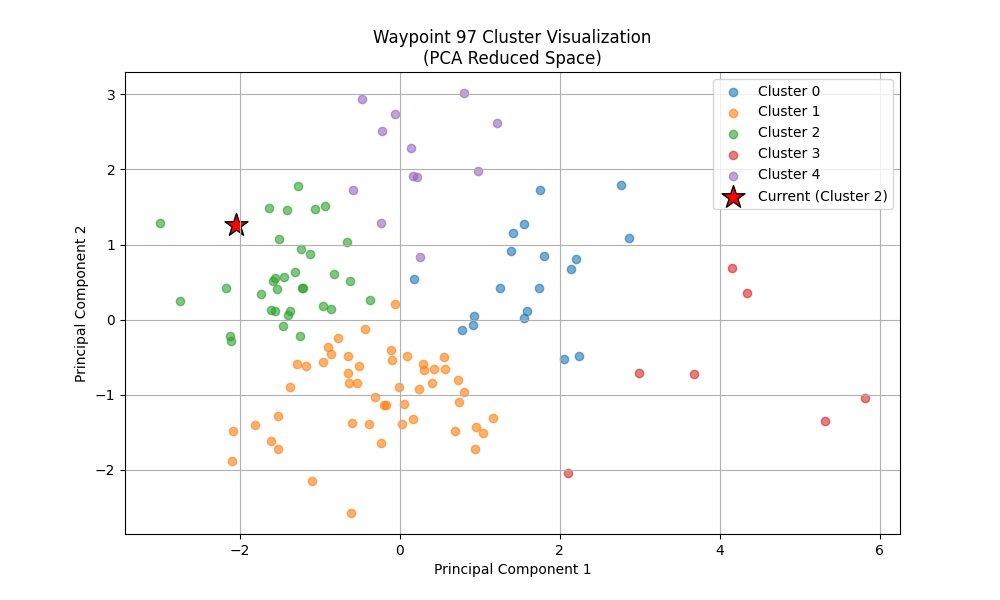 Waypoint 97 Cluster Visualization
(PCA Reduced Space)
Cluster 0
Cluster 1
Cluster 2
Cluster 3
Cluster 4
Current (Cluster 2)
Principal Component 2
3
2
1
0
−1
−2
−2
0
2
4
6
Principal Component 1